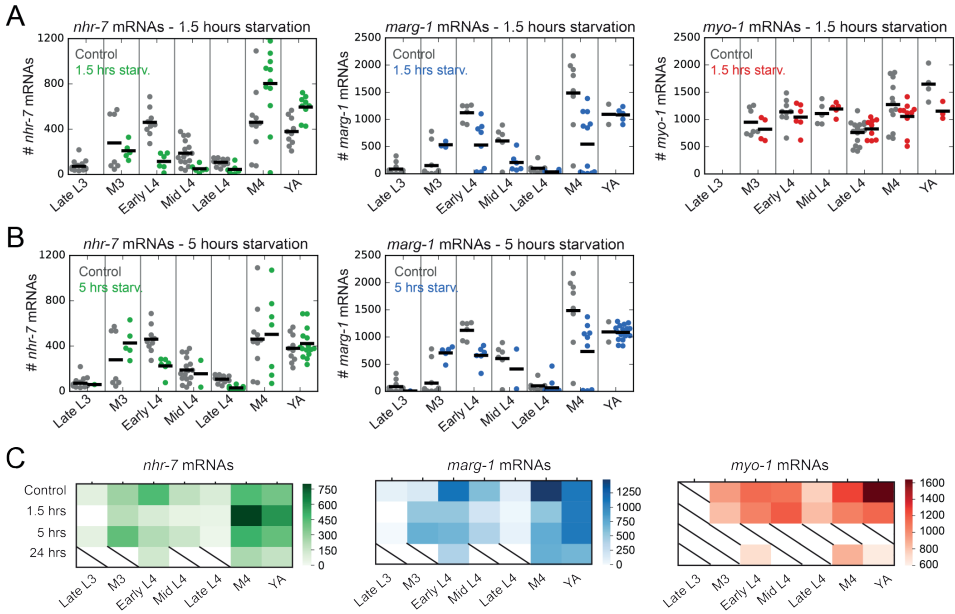 A
nhr-7 mRNAs - 1.5 hours starvation
# nhr-7 mRNAs
1200
800
400
0
Control
1.5 hrs starv.
Late L3
M3
Early L4
Mid L4
Late L4
M4
YA
marg-1 mRNAs - 1.5 hours starvation
# marg-1 mRNAs
2500
2000
1500
1000
500
0
Control
1.5 hrs starv.
Late L3
M3
Early L4
Mid L4
Late L4
M4
YA
myo-1 mRNAs - 1.5 hours starvation
# myo-1 mRNAs
2500
2000
1500
1000
500
0
Control
1.5 hrs starv.
Late L3
M3
Early L4
Mid L4
Late L4
M4
YA
B
nhr-7 mRNAs - 5 hours starvation
# nhr-7 mRNAs
1200
800
400
0
Control
5 hrs starv.
Late L3
M3
Early L4
Mid L4
Late L4
M4
YA
marg-1 mRNAs - 5 hours starvation
# marg-1 mRNAs
2500
2000
1500
1000
500
0
Control
5 hrs starv.
Late L3
M3
Early L4
Mid L4
Late L4
M4
YA
C
nhr-7 mRNAs
Control
1.5 hrs
5 hrs
24 hrs
Late L3
M3
Early L4
Mid L4
Late L4
M4
YA
750
600
450
300
150
0
marg-1 mRNAs
Late L3
M3
Early L4
Mid L4
Late L4
M4
YA
1200
900
600
300
0
myo-1 mRNAs
Late L3
M3
Early L4
Mid L4
Late L4
M4
YA
1600
1400
1200
1000
800
600